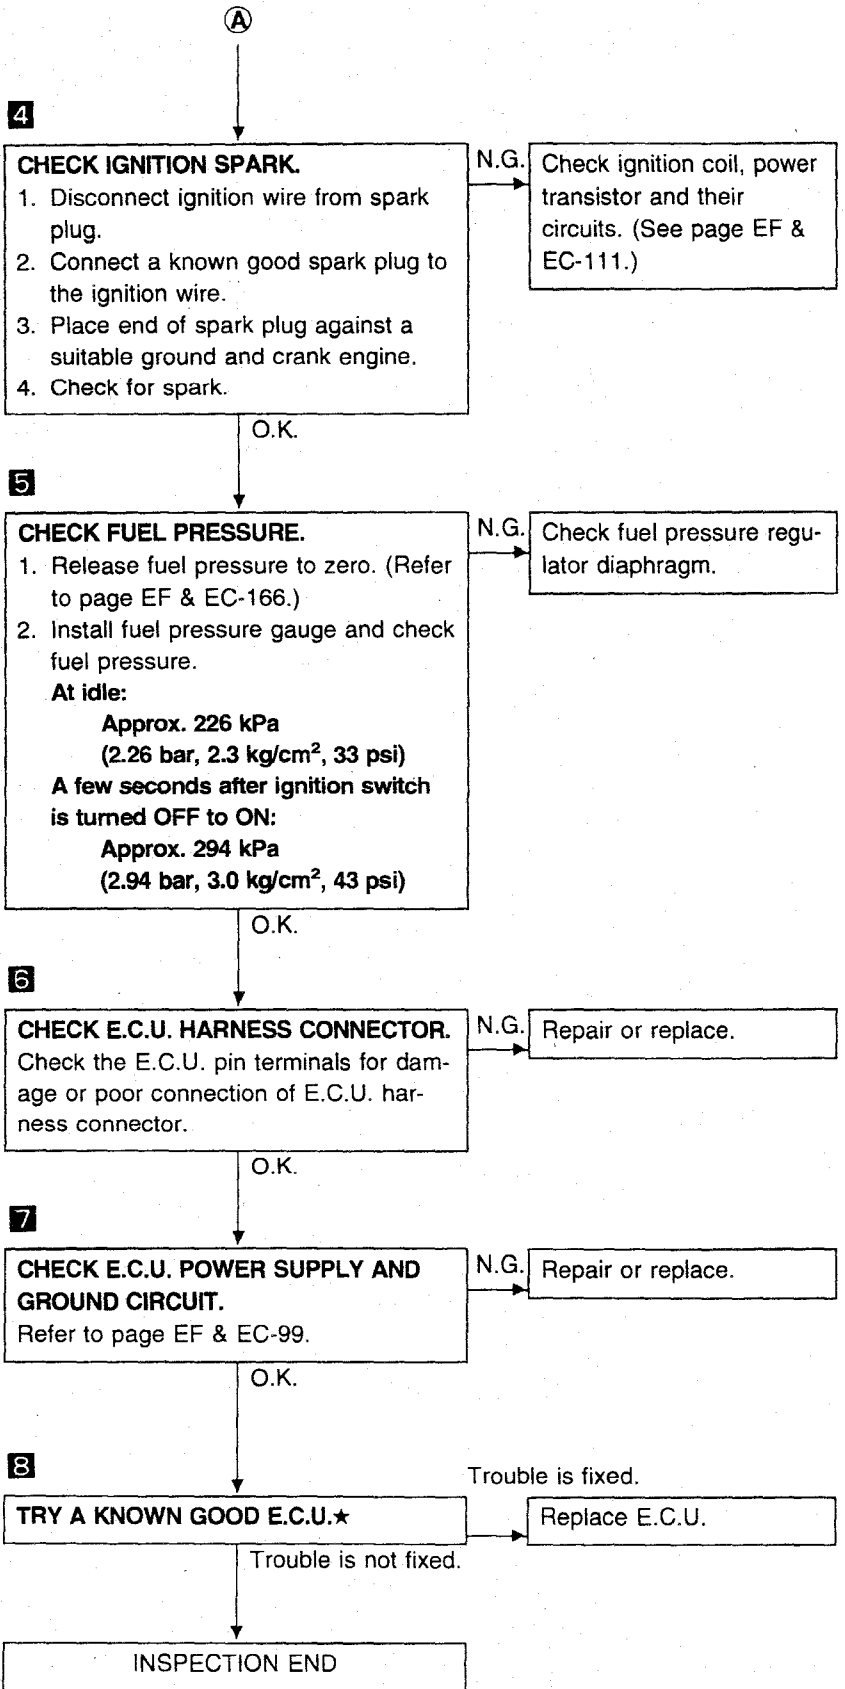 A
4
CHECK IGNITION SPARK.
1. Disconnect ignition wire from spark
plug.
2. Connect a known good spark plug to
the ignition wire.
3. Place end of spark plug against a
suitable ground and crank engine.
4. Check for spark.
N.G.
Check ignition coil, power
transistor and their
circuits. (See page EF &
EC-111.)
O.K.
5
CHECK FUEL PRESSURE.
1. Release fuel pressure to zero. (Refer
to page EF & EC-166.)
2. Install fuel pressure gauge and check
fuel pressure.
At idle:
Approx. 226 kPa
(2.26 bar, 2.3 kg/cm², 33 psi)
A few seconds after ignition switch
is turned OFF to ON:
Approx. 294 kPa
(2.94 bar, 3.0 kg/cm², 43 psi)
N.G.
Check fuel pressure regu-
lator diaphragm.
O.K.
6
CHECK E.C.U. HARNESS CONNECTOR.
Check the E.C.U. pin terminals for dam-
age or poor connection of E.C.U. har-
ness connector.
N.G.
Repair or replace.
O.K.
7
CHECK E.C.U. POWER SUPPLY AND
GROUND CIRCUIT.
Refer to page EF & EC-99.
N.G.
Repair or replace.
O.K.
8
TRY A KNOWN GOOD E.C.U.★
Trouble is fixed.
Replace E.C.U.
Trouble is not fixed.
INSPECTION END